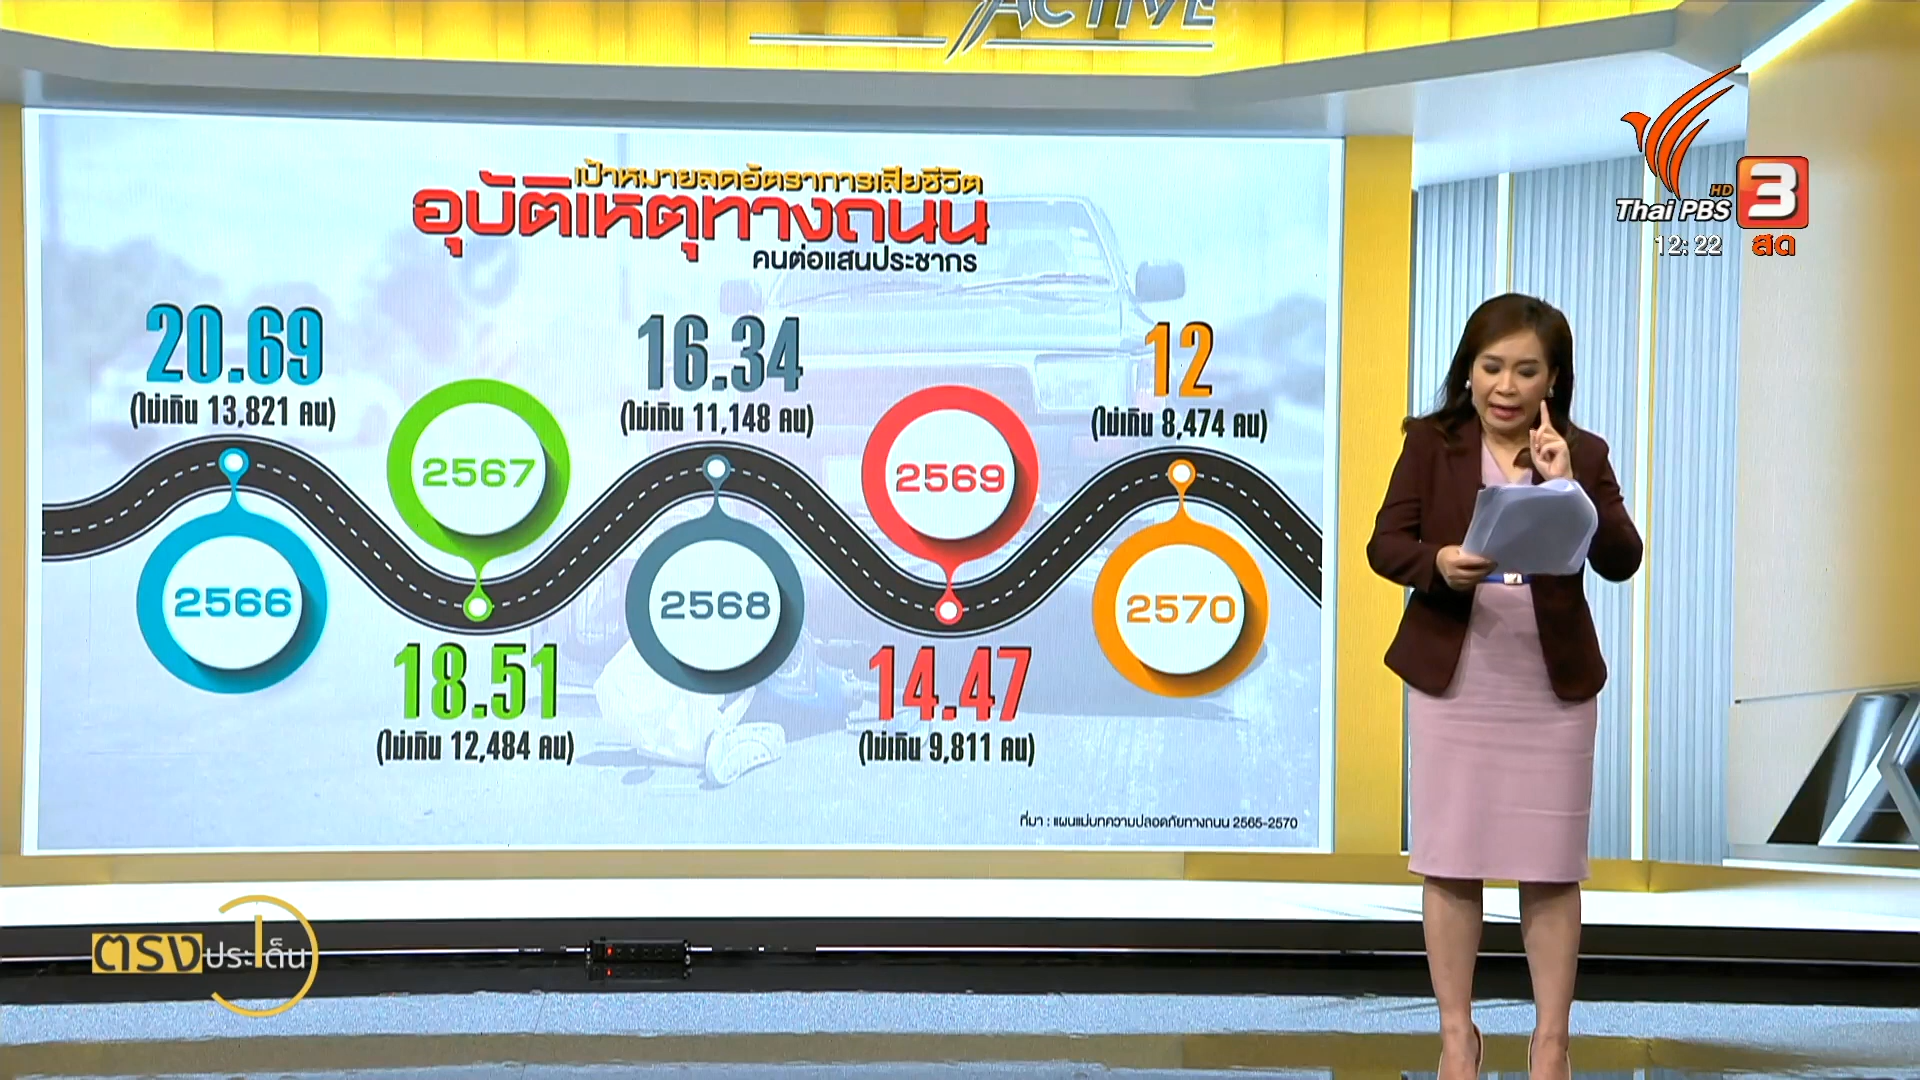 ACTIVE
เป้าหมายลดอัตราการเสียชีวิต
อุบัติเหตุทางถนน
คนต่อแสนประชากร
20.69
(ไม่เกิน 13,821 คน)
16.34
(ไม่เกิน 11,148 คน)
12
(ไม่เกิน 8,474 คน)
2567
2569
2566
2568
2570
18.51
(ไม่เกิน 12,484 คน)
14.47
(ไม่เกิน 9,811 คน)
ที่มา : แผนแม่บทความปลอดภัยทางถนน 2565-2570
HD
Thai PBS
3
12:22
สด
ตรงประเด็น